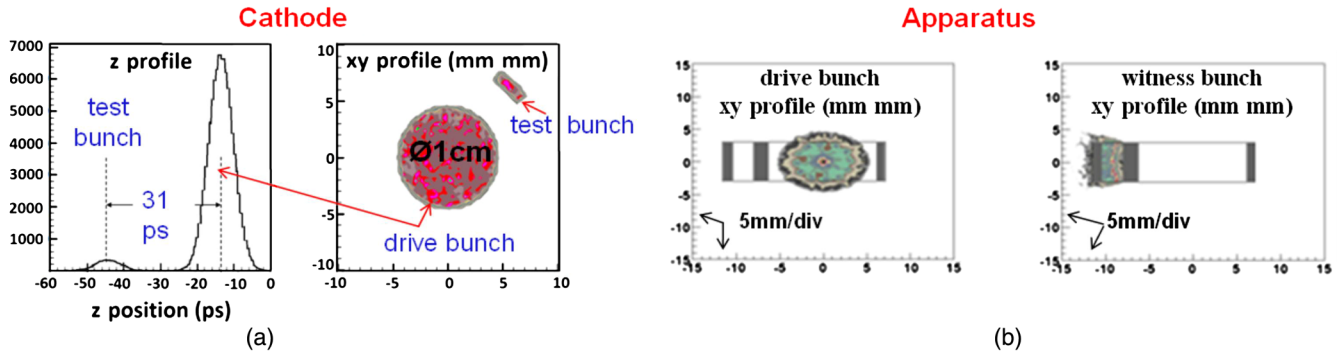 Cathode
Apparatus
z profile
7000
6000
5000
4000
3000
2000
1000
test
bunch
31
ps
-60 -50 -40 -30 -20 -10 0
z position (ps)
xy profile (mm mm)
10
5
0
-5
-10
test bunch
Ø1cm
drive bunch
-10 -5 0 5 10
(a)
drive bunch
xy profile (mm mm)
15
10
5
0
-5
-10
-15
5mm/div
-15 -10 -5 0 5 10 15
witness bunch
xy profile (mm mm)
15
10
5
0
-5
-10
-15
5mm/div
-15 -10 -5 0 5 10 15
(b)